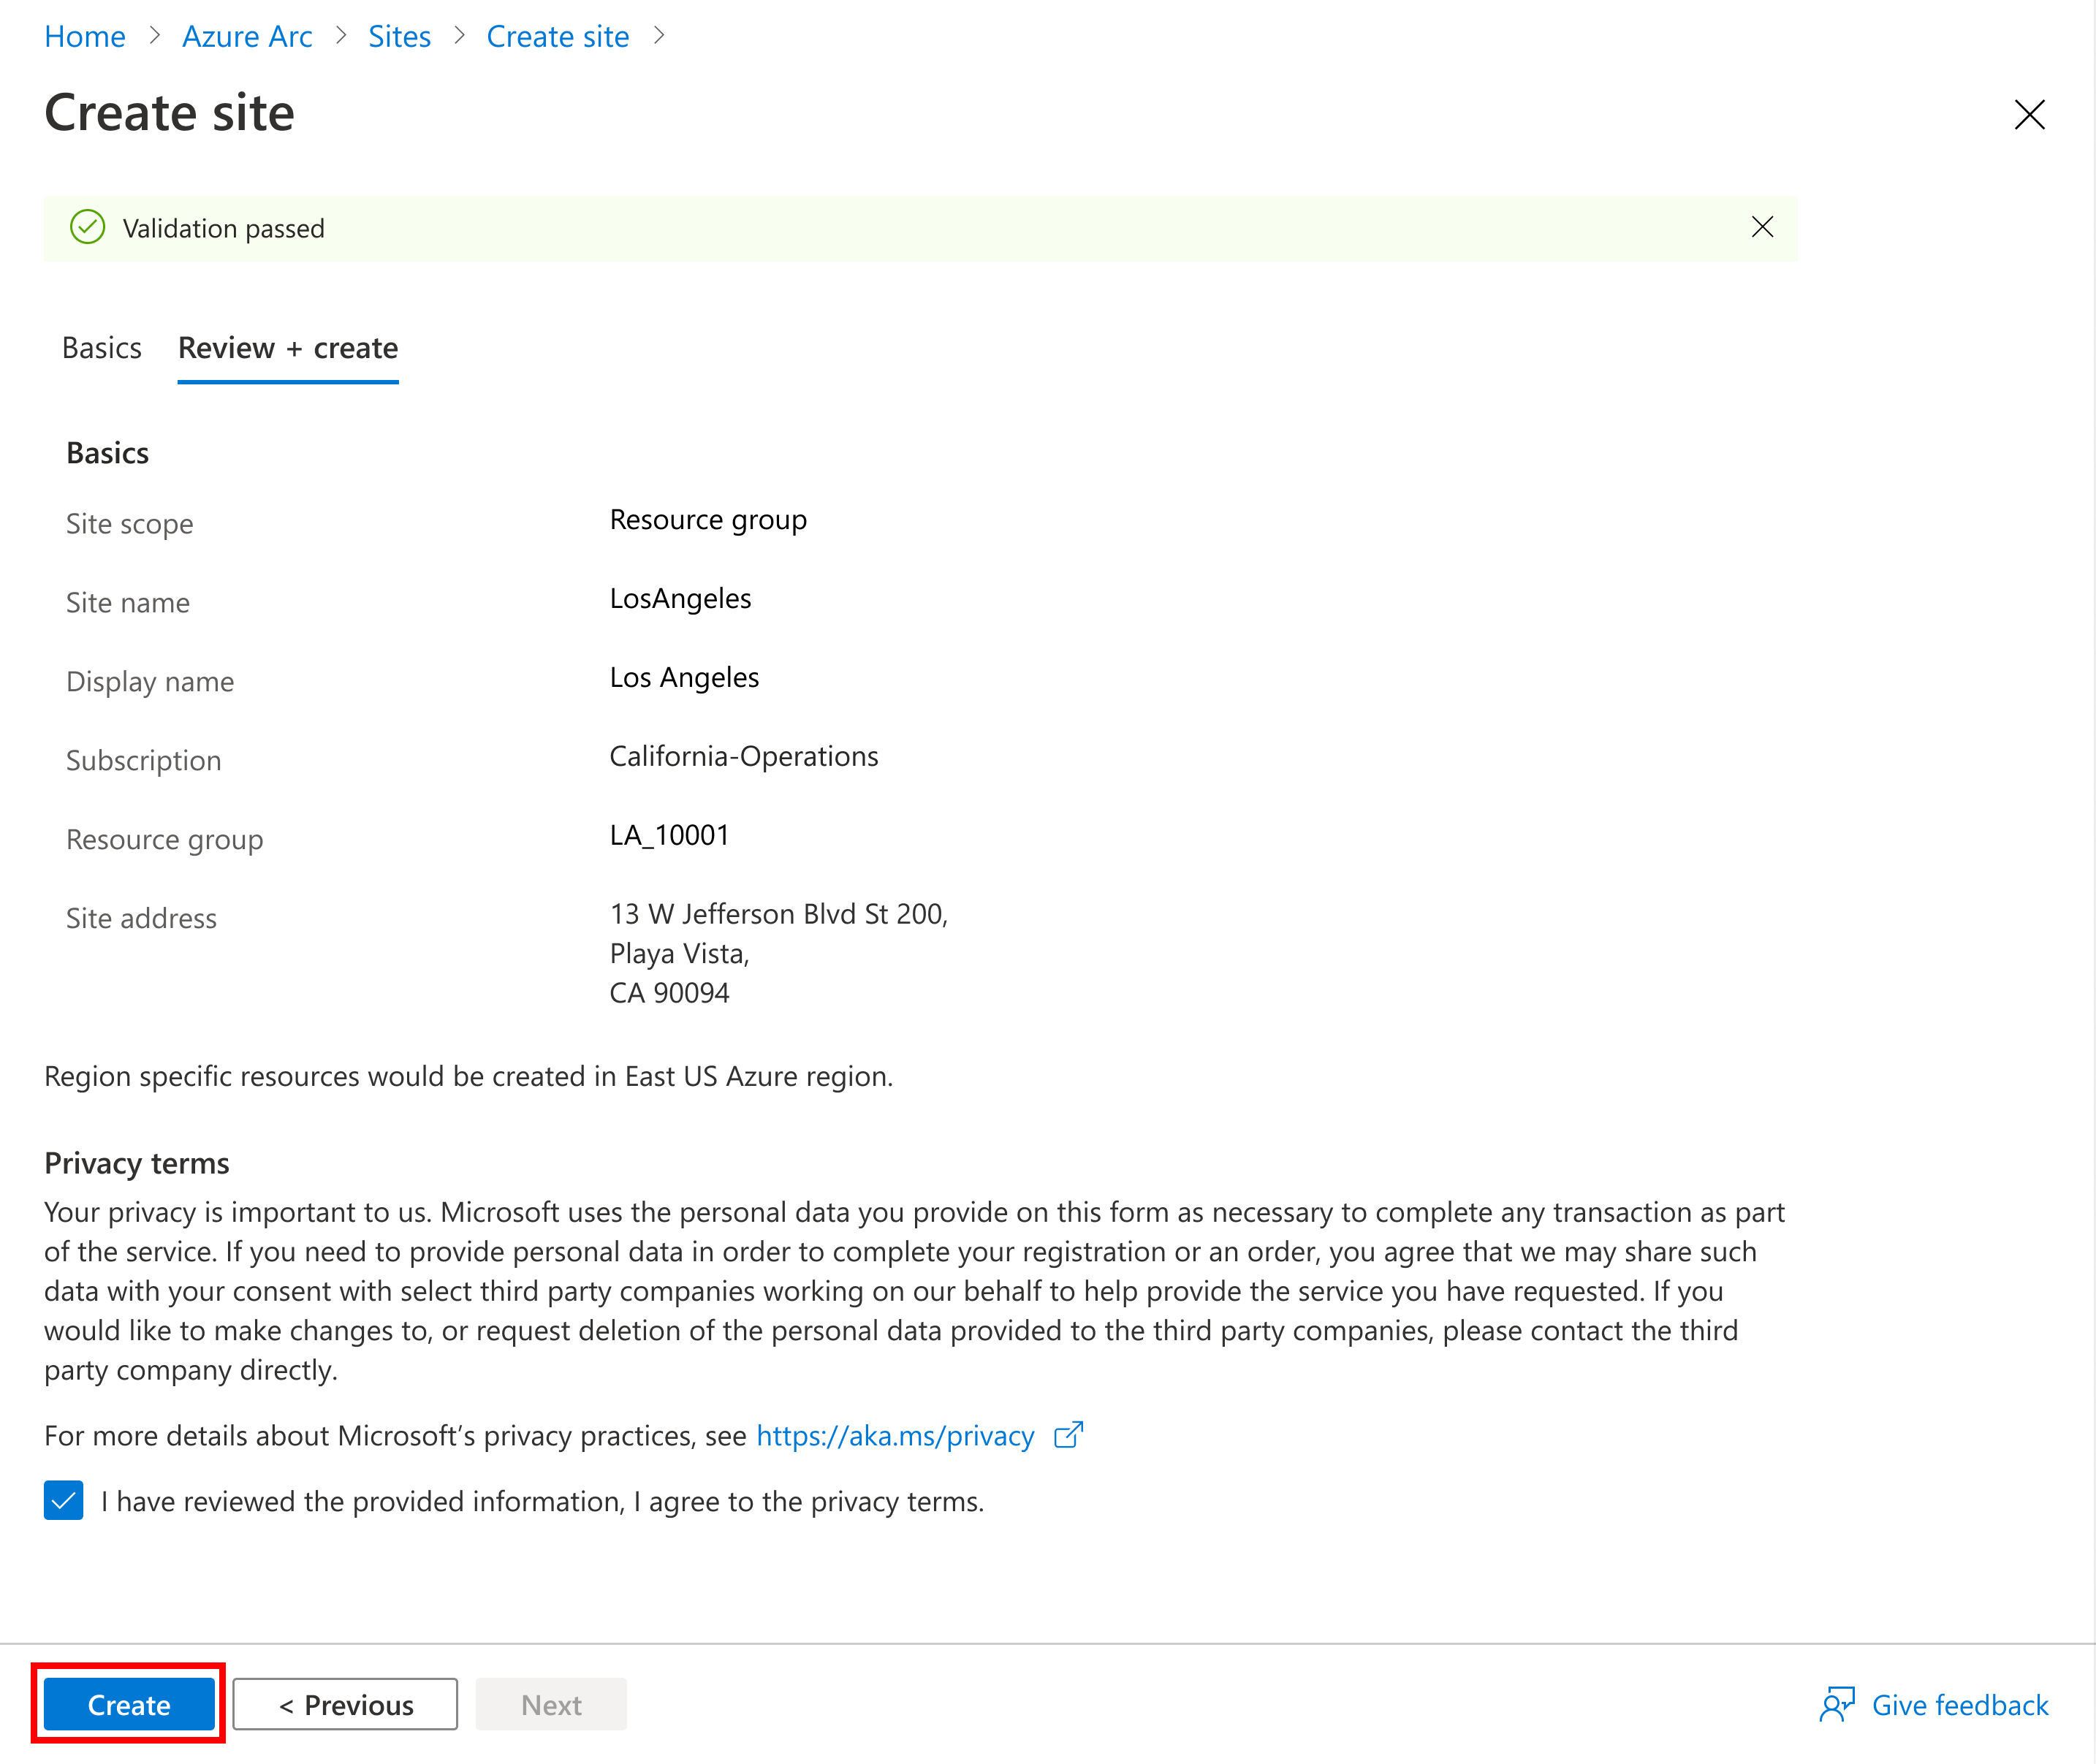 Home > Azure Arc > Sites > Create site >
Create site
Validation passed
Basics Review + create
Basics
Site scope Resource group
Site name LosAngeles
Display name Los Angeles
Subscription California-Operations
Resource group LA_10001
Site address 13 W Jefferson Blvd St 200,
Playa Vista,
CA 90094
Region specific resources would be created in East US Azure region.
Privacy terms
Your privacy is important to us. Microsoft uses the personal data you provide on this form as necessary to complete any transaction as part
of the service. If you need to provide personal data in order to complete your registration or an order, you agree that we may share such
data with your consent with select third party companies working on our behalf to help provide the service you have requested. If you
would like to make changes to, or request deletion of the personal data provided to the third party companies, please contact the third
party company directly.
For more details about Microsoft’s privacy practices, see https://aka.ms/privacy
I have reviewed the provided information, I agree to the privacy terms.
Create < Previous Next Give feedback